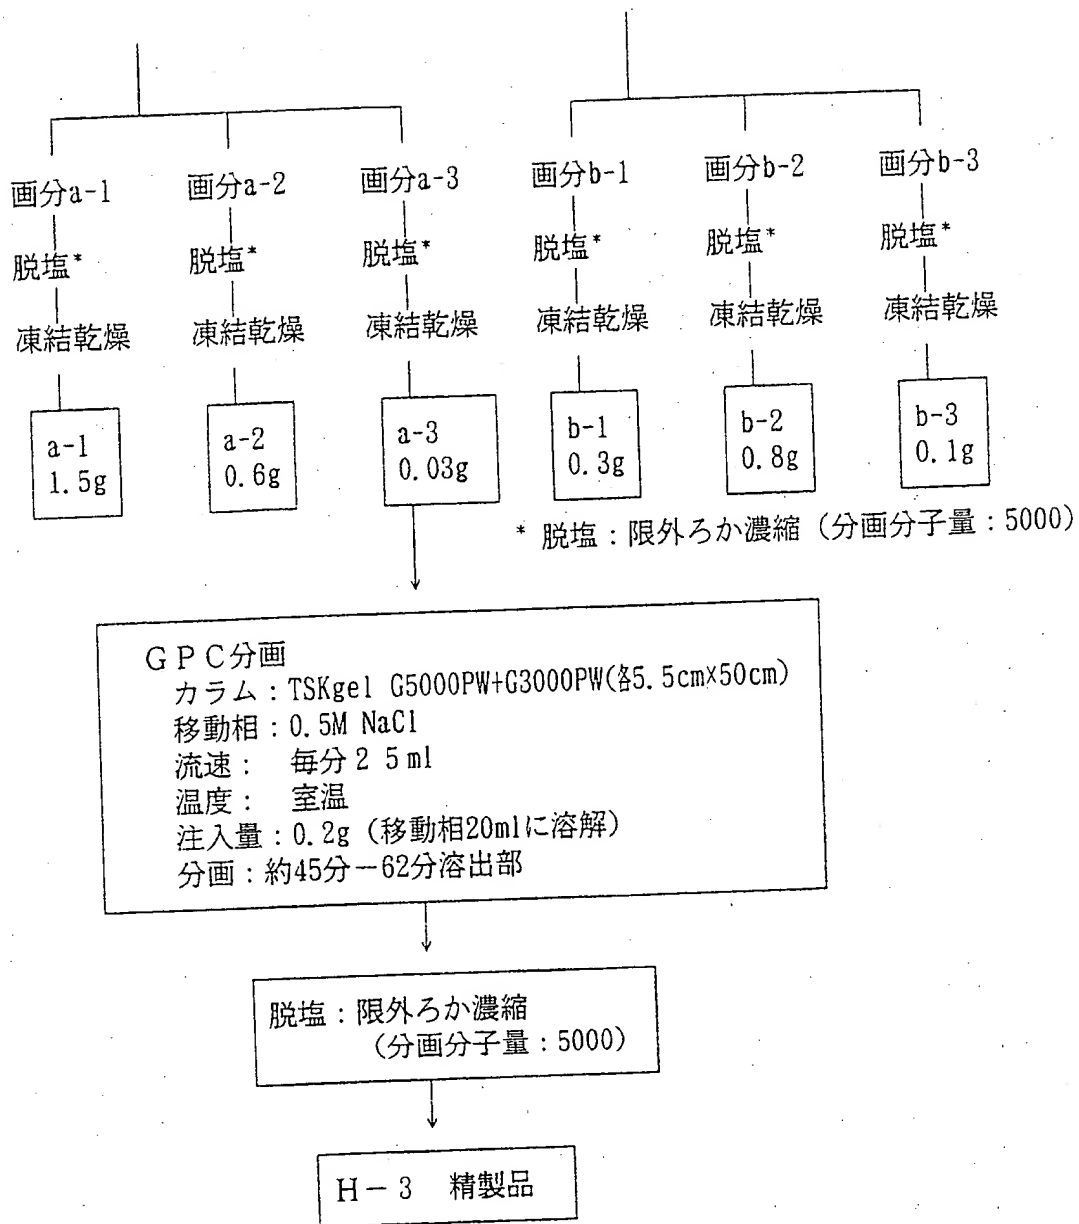 画分a-1 画分a-2 画分a-3 画分b-1 画分b-2 画分b-3
脱塩* 脱塩* 脱塩* 脱塩* 脱塩* 脱塩*
凍結乾燥 凍結乾燥 凍結乾燥 凍結乾燥 凍結乾燥 凍結乾燥
a-1 a-2 a-3 b-1 b-2 b-3
1.5g 0.6g 0.03g 0.3g 0.8g 0.1g
* 脱塩：限外ろか濃縮（分画分子量：5000）
ＧＰＣ分画
カラム：TSKgel G5000PW+G3000PW(各5.5cm×50cm)
移動相：0.5M NaCl
流速： 毎分２５ml
温度： 室温
注入量：0.2g（移動相20mlに溶解）
分画：約45分－62分溶出部
脱塩：限外ろか濃縮
（分画分子量：5000）
Ｈ－３ 精製品